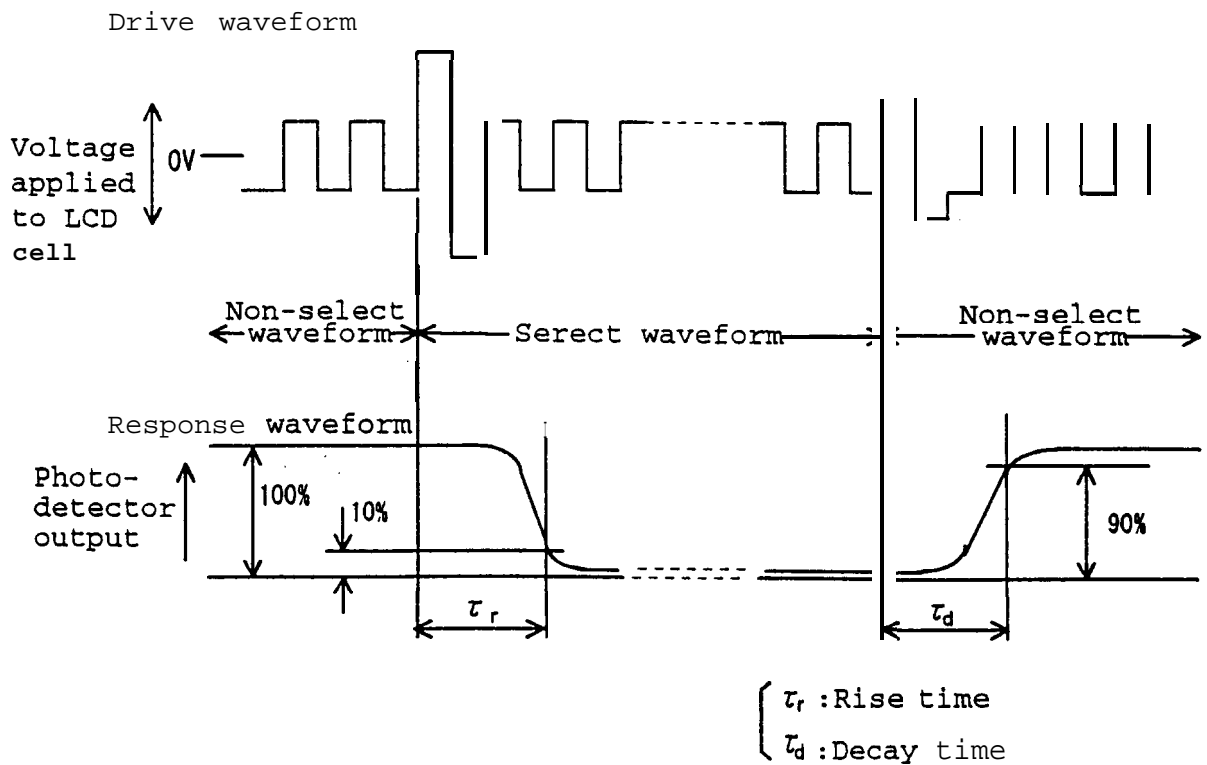 Drive waveform
Voltage
applied
to LCD
cell
0V
Non-select
waveform
Serect waveform
Non-select
waveform
Response waveform
Photo-
detector
output
100%
10%
90%
τr
τd
τr :Rise time
τd :Decay time